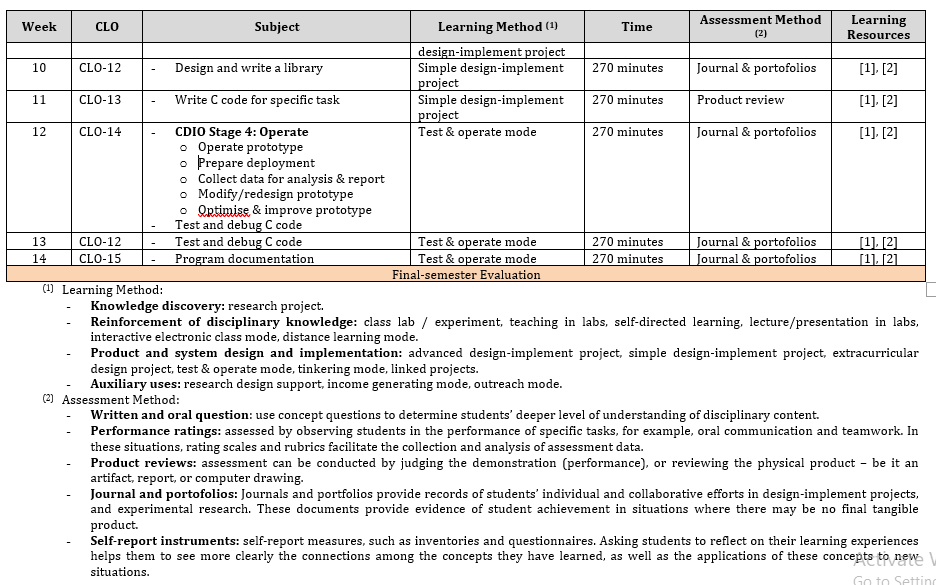 Week CLO Subject Learning Method (1) Time Assessment Method (2) Learning Resources
design-implement project
10 CLO-12 - Design and write a library Simple design-implement project 270 minutes Journal & portofolios [1], [2]
11 CLO-13 - Write C code for specific task Simple design-implement project 270 minutes Product review [1], [2]
12 CLO-14 - CDIO Stage 4: Operate Test & operate mode 270 minutes Journal & portofolios [1], [2]
o Operate prototype
o Prepare deployment
o Collect data for analysis & report
o Modify/redesign prototype
o Optimise & improve prototype
- Test and debug C code
13 CLO-12 - Test and debug C code Test & operate mode 270 minutes Journal & portofolios [1], [2]
14 CLO-15 - Program documentation Test & operate mode 270 minutes Journal & portofolios [1], [2]
Final-semester Evaluation
(1) Learning Method:
- Knowledge discovery: research project.
- Reinforcement of disciplinary knowledge: class lab / experiment, teaching in labs, self-directed learning, lecture/presentation in labs,
interactive electronic class mode, distance learning mode.
- Product and system design and implementation: advanced design-implement project, simple design-implement project, extracurricular
design project, test & operate mode, tinkering mode, linked projects.
- Auxiliary uses: research design support, income generating mode, outreach mode.
(2) Assessment Method:
- Written and oral question: use concept questions to determine students' deeper level of understanding of disciplinary content.
- Performance ratings: assessed by observing students in the performance of specific tasks, for example, oral communication and teamwork. In
these situations, rating scales and rubrics facilitate the collection and analysis of assessment data.
- Product reviews: assessment can be conducted by judging the demonstration (performance), or reviewing the physical product – be it an
artifact, report, or computer drawing.
- Journal and portofolios: Journals and portfolios provide records of students' individual and collaborative efforts in design-implement projects,
and experimental research. These documents provide evidence of student achievement in situations where there may be no final tangible
product.
- Self-report instruments: self-report measures, such as inventories and questionnaires. Asking students to reflect on their learning experiences
helps them to see more clearly the connections among the concepts they have learned, as well as the applications of these concepts to new
situations.
Activate W
Go to Setting